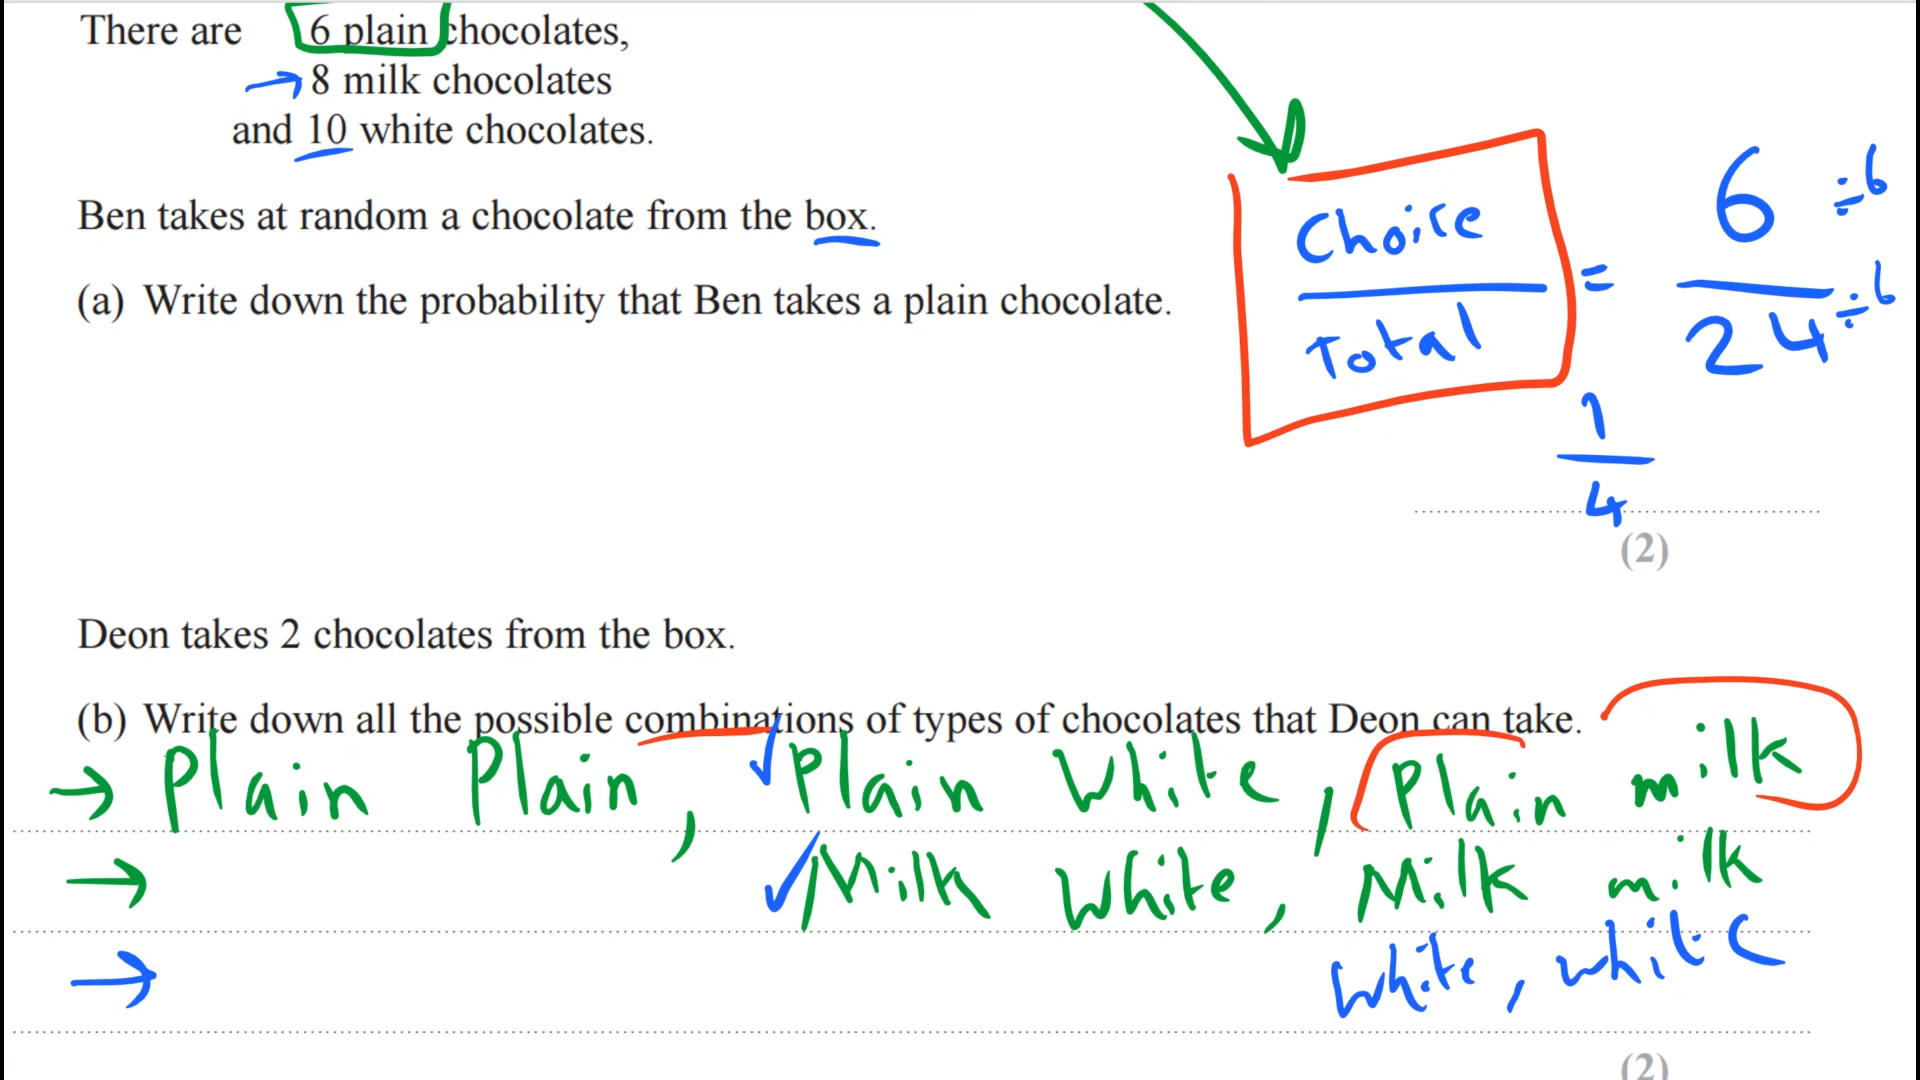 There are 6 plain chocolates,
8 milk chocolates
and 10 white chocolates.
Ben takes at random a chocolate from the box.
(a) Write down the probability that Ben takes a plain chocolate.
Choice
Total
=
6 ÷6
24 ÷6
1
4
(2)
Deon takes 2 chocolates from the box.
(b) Write down all the possible combinations of types of chocolates that Deon can take.
Plain Plain, Plain White, Plain milk
Milk White, Milk milk
white, white
(2)